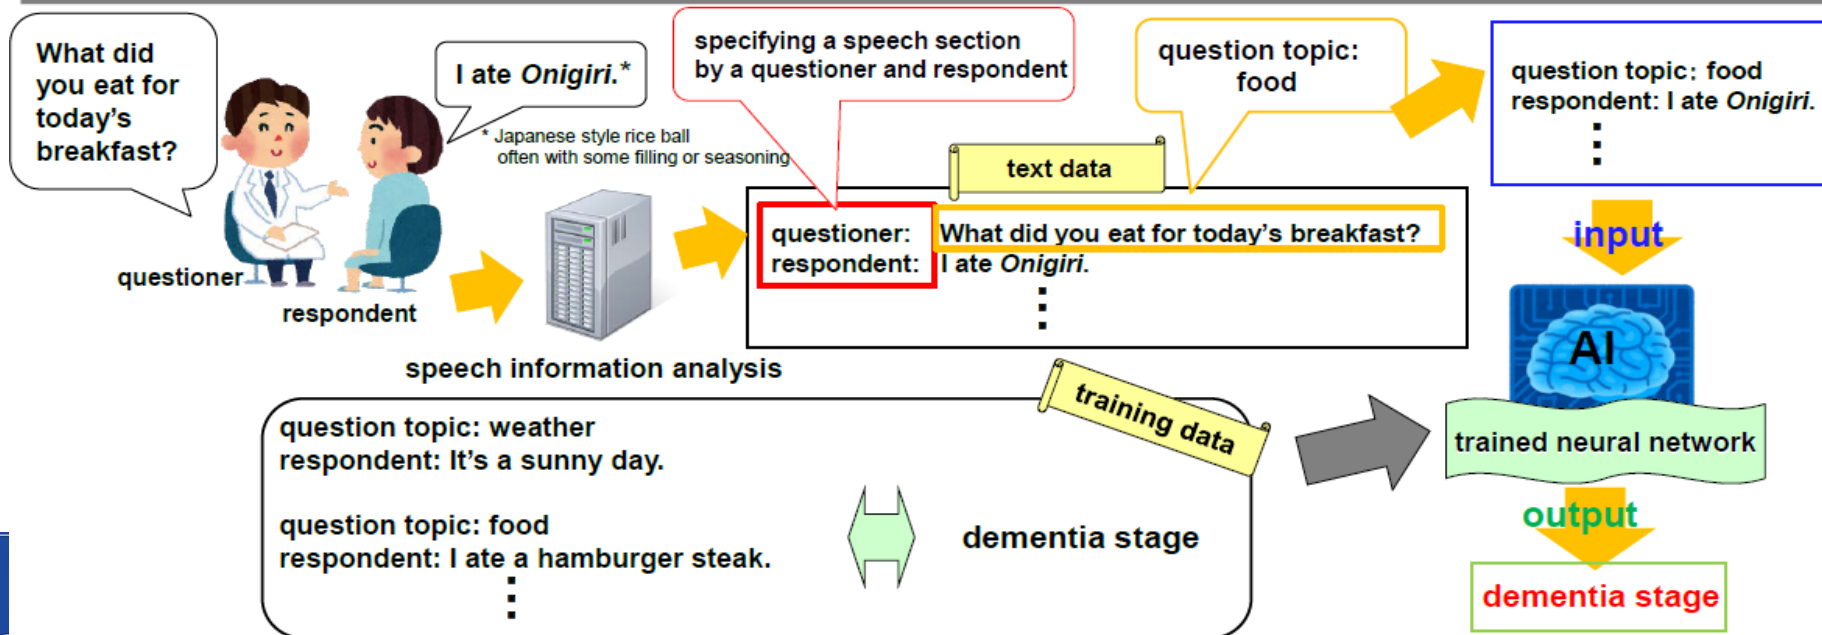 What did
you eat for
today's
breakfast?
I ate Onigiri.*
* Japanese style rice ball
often with some filling or seasoning
questioner
respondent
speech information analysis
specifying a speech section
by a questioner and respondent
question topic:
food
text data
questioner: What did you eat for today's breakfast?
respondent: I ate Onigiri.
question topic: food
respondent: I ate Onigiri.
input
AI
trained neural network
output
dementia stage
training data
question topic: weather
respondent: It's a sunny day.
question topic: food
respondent: I ate a hamburger steak.
dementia stage